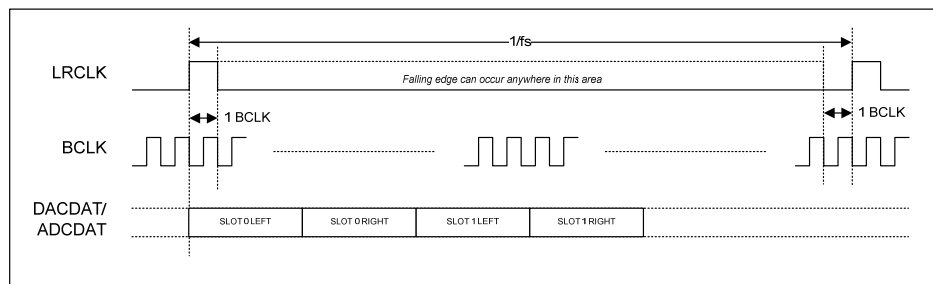 1/fs
LRCLK
Falling edge can occur anywhere in this area
1 BCLK
1 BCLK
BCLK
DACDAT/
ADCDAT
SLOT 0 LEFT
SLOT 0 RIGHT
SLOT 1 LEFT
SLOT 1 RIGHT